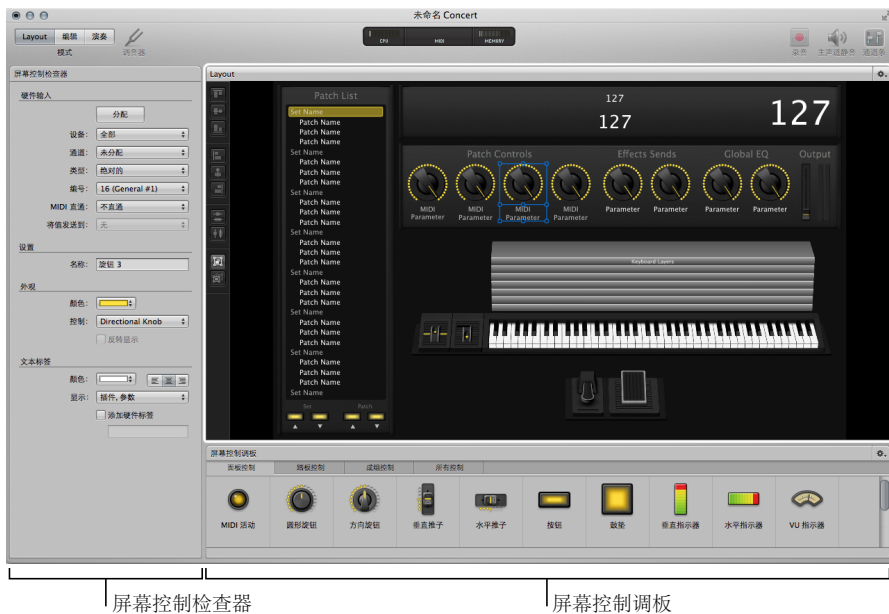 未命名 Concert
Layout 编辑 演奏
模式
调音器
CPU MIDI MEMORY
录音 主声道静音 通道条
屏幕控制检查器
硬件输入
分配
设备: 全部
通道: 未分配
类型: 绝对的
编号: 16 (General #1)
MIDI 直通: 不直通
将值发送到: 无
设置
名称: 旋钮 3
外观
颜色:
控制: Directional Knob
反转显示
文本标签
颜色:
显示: 插件, 参数
添加硬件标签
Layout
Patch List
Set Name
Patch Name
Patch Name
Patch Name
Set Name
Patch Name
Patch Name
Patch Name
Set Name
Patch Name
Patch Name
Patch Name
Set Name
Patch Name
Patch Name
Patch Name
Set Name
Patch Name
Patch Name
Patch Name
Set Name
Patch Name
Patch Name
Patch Name
Set Name
Patch Name
Patch Name
Patch Name
Set Name
Set Patch
127
127
127
Patch Controls Effects Sends Global EQ Output
MIDI Parameter
MIDI Parameter
MIDI Parameter
MIDI Parameter
Parameter Parameter Parameter Parameter
Keyboard Layers
屏幕控制调板
面板控制 踏板控制 成组控制 所有控制
MIDI 活动 圆形旋钮 方向旋钮 垂直推子 水平推子 按钮 鼓垫 垂直指示器 水平指示器 VU 指示器
屏幕控制检查器
屏幕控制调板